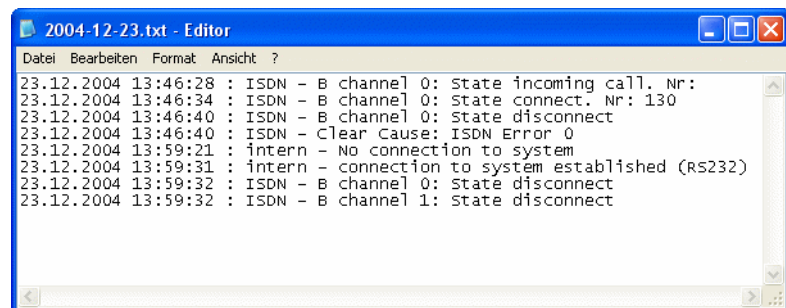 2004-12-23.txt - Editor
Datei Bearbeiten Format Ansicht ?
23.12.2004 13:46:28 : ISDN - B channel 0: State incoming call. Nr:
23.12.2004 13:46:34 : ISDN - B channel 0: State connect. Nr: 130
23.12.2004 13:46:40 : ISDN - B channel 0: State disconnect
23.12.2004 13:46:40 : ISDN - Clear Cause: ISDN Error 0
23.12.2004 13:59:21 : intern - No connection to system
23.12.2004 13:59:31 : intern - connection to system established (RS232)
23.12.2004 13:59:32 : ISDN - B channel 0: State disconnect
23.12.2004 13:59:32 : ISDN - B channel 1: State disconnect